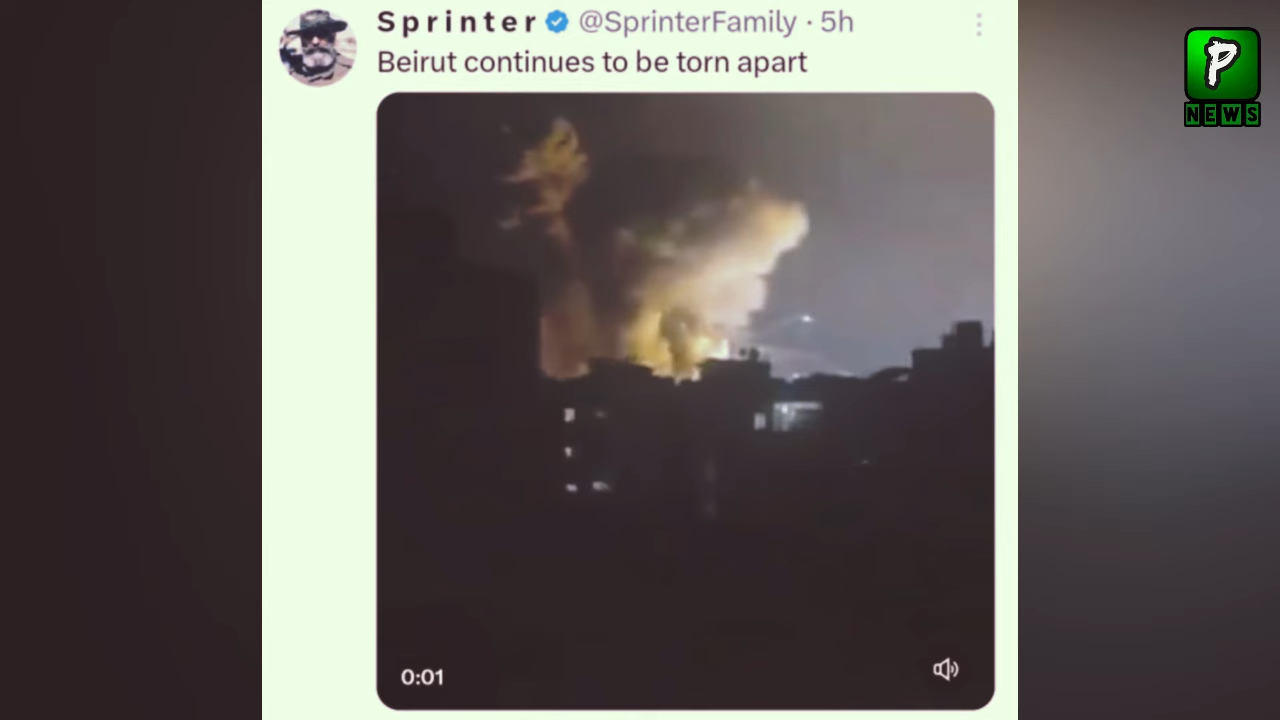 Sprinter @SprinterFamily · 5h
Beirut continues to be torn apart
P
NEWS
0:01